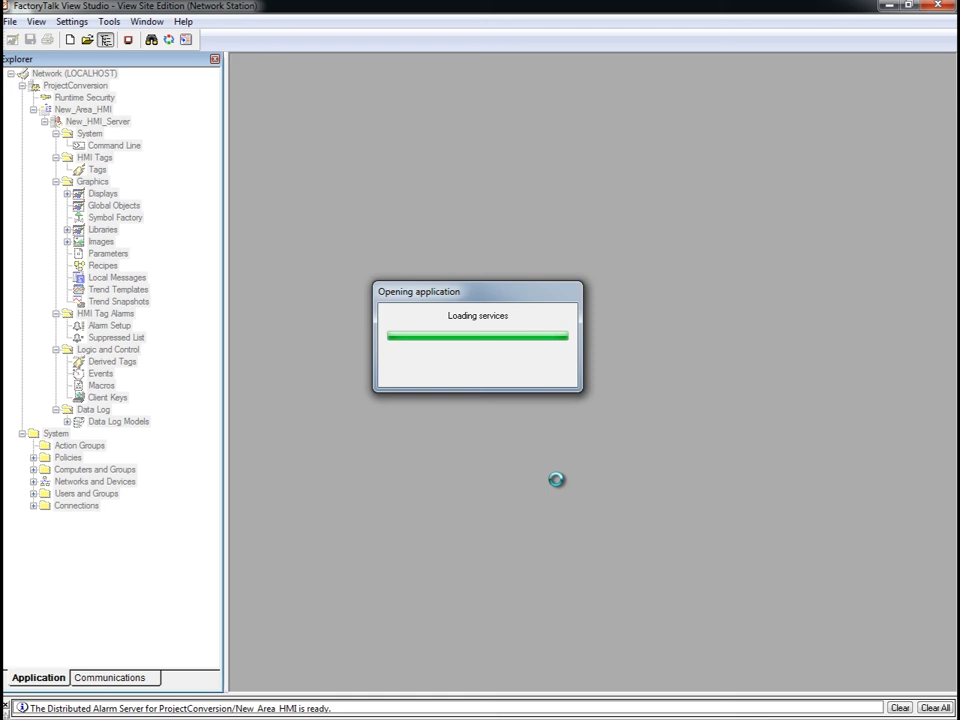 FactoryTalk View Studio - View Site Edition (Network Station)
File View Settings Tools Window Help
Explorer
Network (LOCALHOST)
ProjectConversion
Runtime Security
New_Area_HMI
New_HMI_Server
System
Command Line
HMI Tags
Tags
Graphics
Displays
Global Objects
Symbol Factory
Libraries
Images
Parameters
Recipes
Local Messages
Trend Templates
Trend Snapshots
HMI Tag Alarms
Alarm Setup
Suppressed List
Logic and Control
Derived Tags
Events
Macros
Client Keys
Data Log
Data Log Models
System
Action Groups
Policies
Computers and Groups
Networks and Devices
Users and Groups
Connections
Opening application
Loading services
Application Communications
The Distributed Alarm Server for ProjectConversion/New_Area_HMI is ready. Clear Clear All